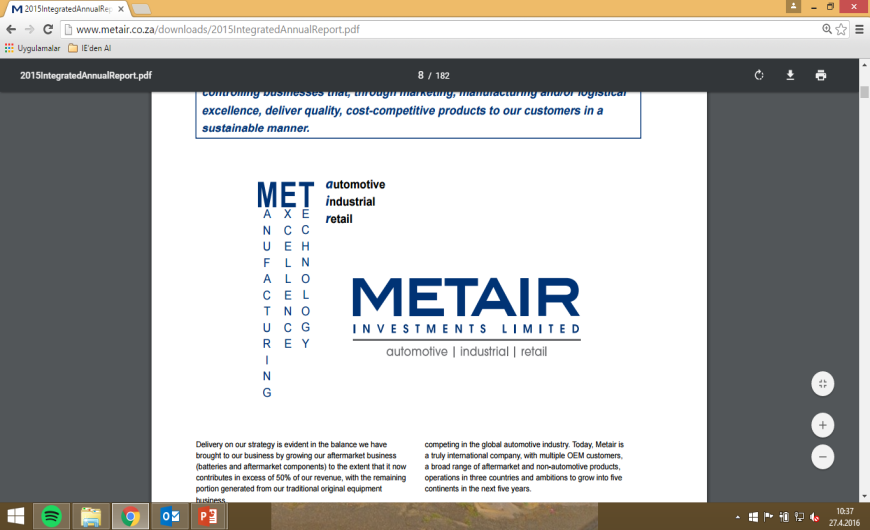 M 2015IntegratedAnnualRep
www.metair.co.za/downloads/2015IntegratedAnnualReport.pdf
Uygulamalar IE'den Al
2015IntegratedAnnualReport.pdf 8 / 182
controlling businesses that, through marketing, manufacturing and/or logistical
excellence, deliver quality, cost-competitive products to our customers in a
sustainable manner.
MET
MANUFACTURING
EXCELLENCE
TECHNOLOGY
automotive
industrial
retail
METAIR
INVESTMENTS LIMITED
automotive | industrial | retail
Delivery on our strategy is evident in the balance we have
brought to our business by growing our aftermarket business
(batteries and aftermarket components) to the extent that it now
contributes in excess of 50% of our revenue, with the remaining
portion generated from our traditional original equipment
business.
competing in the global automotive industry. Today, Metair is
a truly international company, with multiple OEM customers,
a broad range of aftermarket and non-automotive products,
operations in three countries and ambitions to grow into five
continents in the next five years.
10:37
27.4.2016